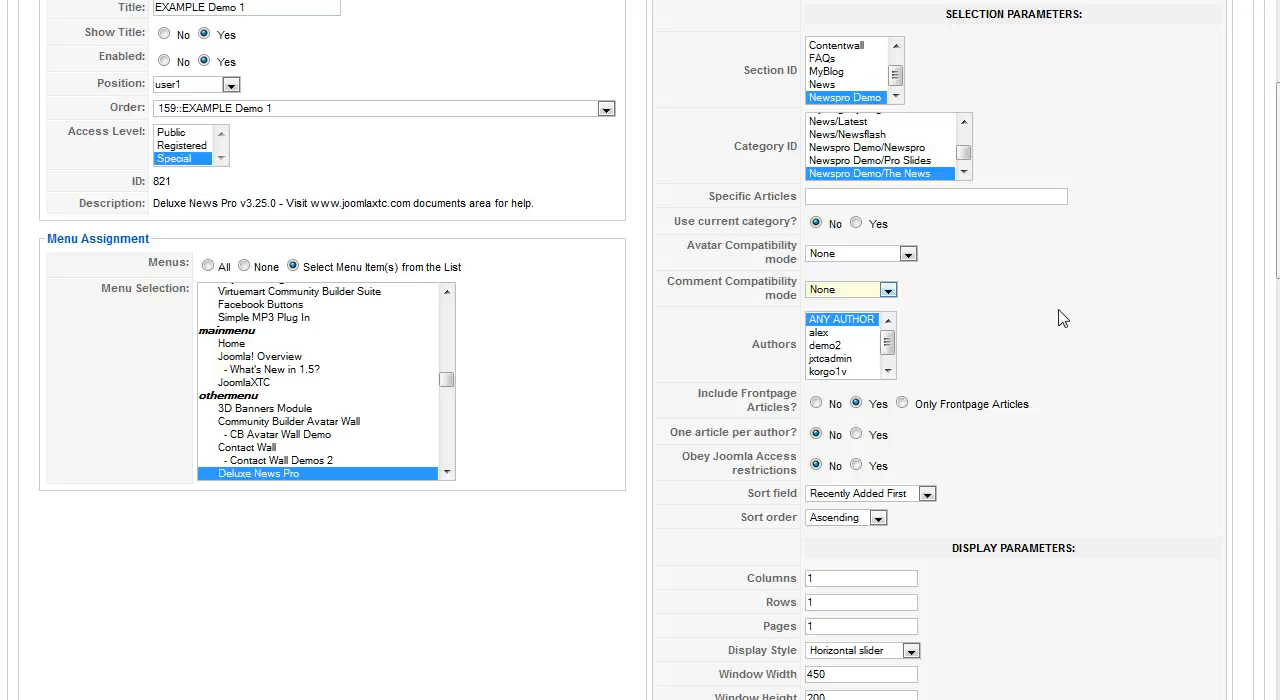 Title: EXAMPLE Demo 1
Show Title: No Yes
Enabled: No Yes
Position: user1
Order: 159::EXAMPLE Demo 1
Access Level: Public
Registered
Special
ID: 821
Description: Deluxe News Pro v3.25.0 - Visit www.joomlaxtc.com documents area for help.
Menu Assignment
Menus: All None Select Menu Item(s) from the List
Menu Selection: Virtuemart Community Builder Suite
Facebook Buttons
Simple MP3 Plug In
mainmenu
Home
Joomla! Overview
- What's New in 1.5?
JoomlaXTC
othermenu
3D Banners Module
Community Builder Avatar Wall
- CB Avatar Wall Demo
Contact Wall
- Contact Wall Demos 2
Deluxe News Pro
SELECTION PARAMETERS:
Section ID
Contentwall
FAQs
MyBlog
News
Newspro Demo
Category ID
News/Latest
News/Newsflash
Newspro Demo/Newspro
Newspro Demo/Pro Slides
Newspro Demo/The News
Specific Articles
Use current category? No Yes
Avatar Compatibility mode None
Comment Compatibility mode None
Authors
ANY AUTHOR
alex
demo2
jxtcadmin
korgo1v
Include Frontpage Articles? No Yes Only Frontpage Articles
One article per author? No Yes
Obey Joomla Access restrictions No Yes
Sort field Recently Added First
Sort order Ascending
DISPLAY PARAMETERS:
Columns 1
Rows 1
Pages 1
Display Style Horizontal slider
Window Width 450
Window Height 200